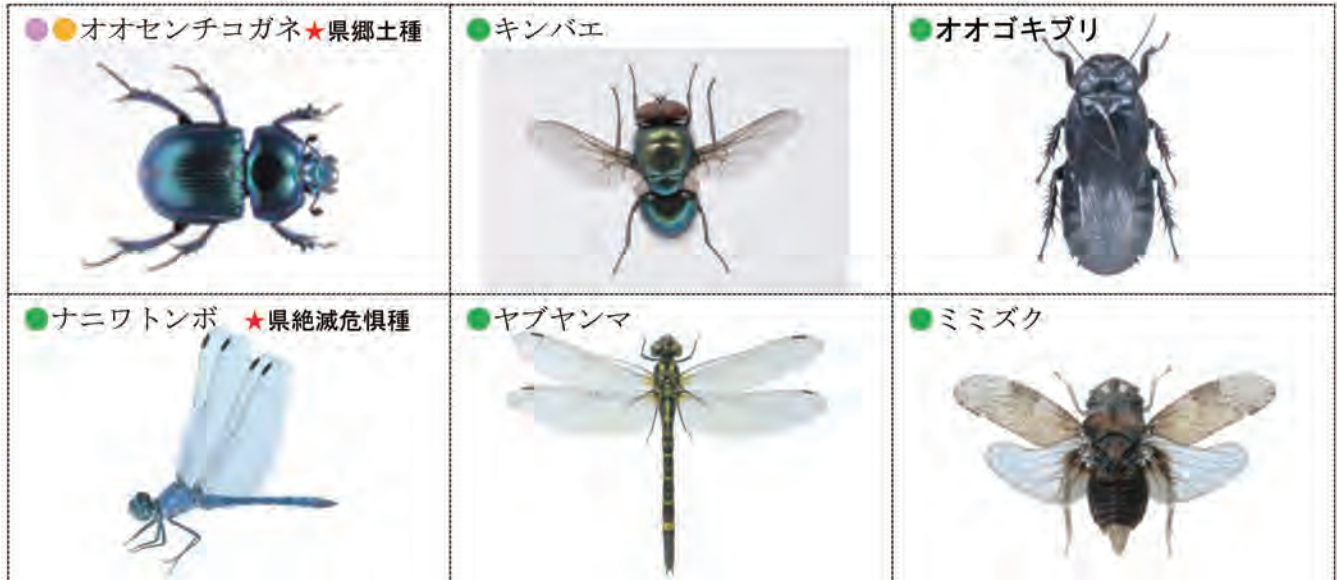 オオセンチコガネ★県郷土種
キンバエ
オオゴキブリ
ナニワトンボ ★県絶滅危惧種
ヤブヤンマ
ミミズク